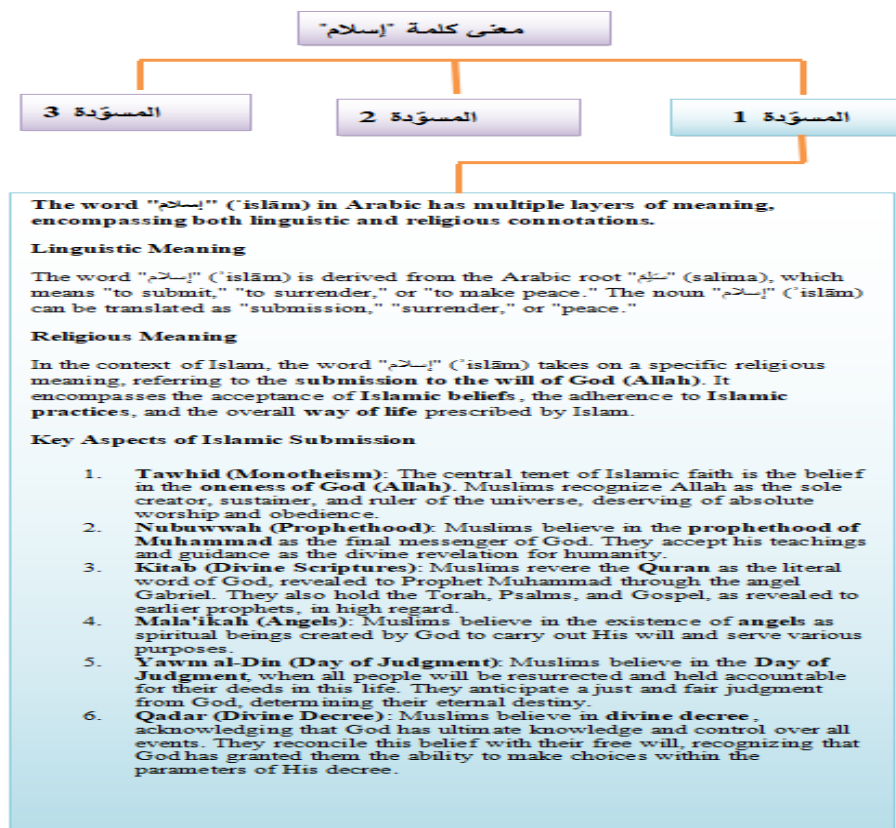 معنى كلمة "إسلام"
المسوّدة 1
المسوّدة 2
المسوّدة 3
The word "إسلام" (ʿislām) in Arabic has multiple layers of meaning,
encompassing both linguistic and religious connotations.
Linguistic Meaning
The word "إسلام" (ʿislām) is derived from the Arabic root "سَلِمَ" (salima), which
means "to submit," "to surrender," or "to make peace." The noun "إسلام" (ʿislām)
can be translated as "submission," "surrender," or "peace."
Religious Meaning
In the context of Islam, the word "إسلام" (ʿislām) takes on a specific religious
meaning, referring to the submission to the will of God (Allah). It
encompasses the acceptance of Islamic beliefs, the adherence to Islamic
practices, and the overall way of life prescribed by Islam.
Key Aspects of Islamic Submission
1. Tawhid (Monotheism): The central tenet of Islamic faith is the belief
in the oneness of God (Allah). Muslims recognize Allah as the sole
creator, sustainer, and ruler of the universe, deserving of absolute
worship and obedience.
2. Nubuwwah (Prophethood): Muslims believe in the prophethood of
Muhammad as the final messenger of God. They accept his teachings
and guidance as the divine revelation for humanity.
3. Kitab (Divine Scriptures): Muslims revere the Quran as the literal
word of God, revealed to Prophet Muhammad through the angel
Gabriel. They also hold the Torah, Psalms, and Gospel, as revealed to
earlier prophets, in high regard.
4. Mala'ikah (Angels): Muslims believe in the existence of angels as
spiritual beings created by God to carry out His will and serve various
purposes.
5. Yawm al-Din (Day of Judgment): Muslims believe in the Day of
Judgment, when all people will be resurrected and held accountable
for their deeds in this life. They anticipate a just and fair judgment
from God, determining their eternal destiny.
6. Qadar (Divine Decree): Muslims believe in divine decree,
acknowledging that God has ultimate knowledge and control over all
events. They reconcile this belief with their free will, recognizing that
God has granted them the ability to make choices within the
parameters of His decree.